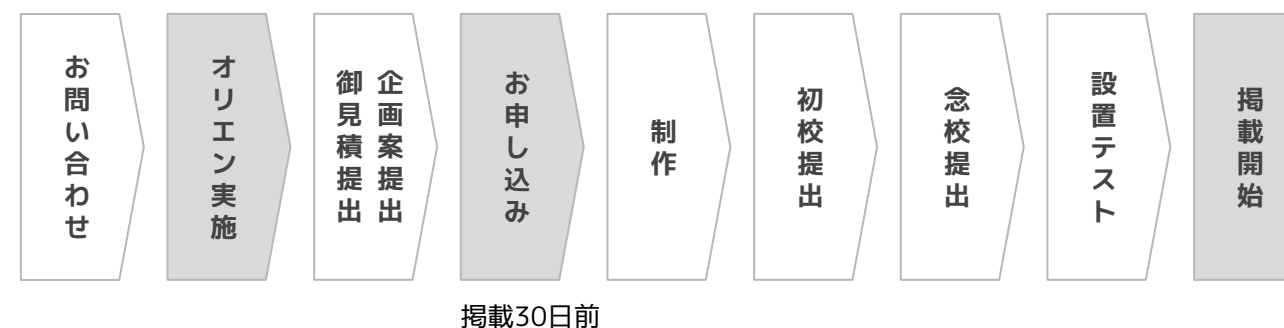 お問い合わせ
オリエン実施
企画案提出
御見積提出
お申し込み
制作
初校提出
念校提出
設置テスト
掲載開始
掲載30日前